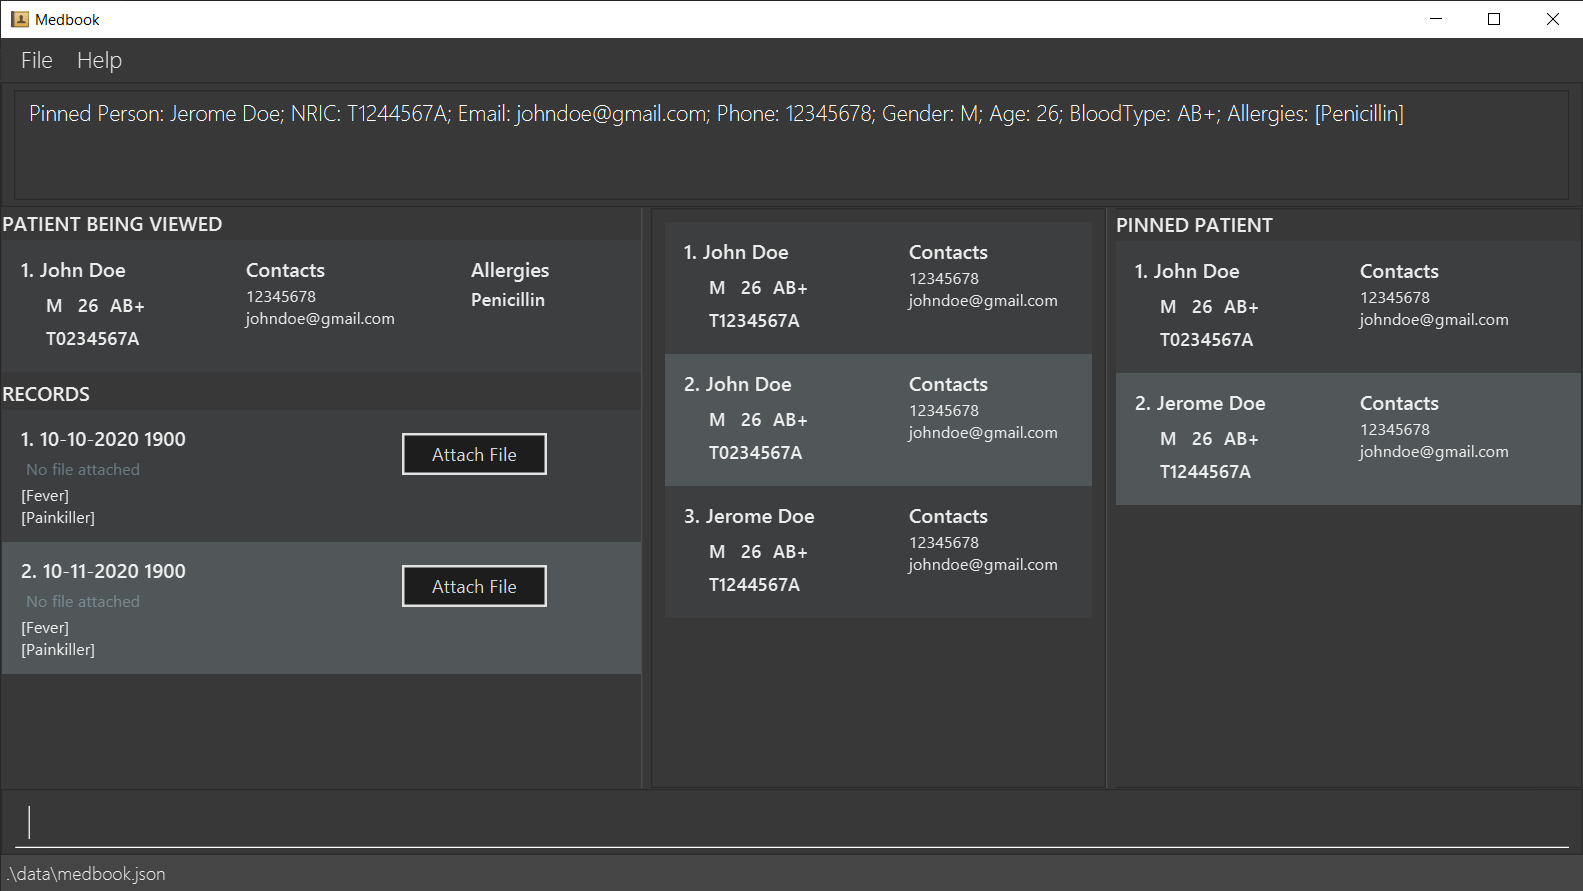 Medbook
File Help
Pinned Person: Jerome Doe; NRIC: T1244567A; Email: johndoe@gmail.com; Phone: 12345678; Gender: M; Age: 26; BloodType: AB+; Allergies: [Penicillin]
PATIENT BEING VIEWED
1. John Doe Contacts Allergies
12345678 Penicillin
M 26 AB+
johndoe@gmail.com
T0234567A
RECORDS
1. 10-10-2020 1900
Attach File
No file attached
[Fever]
[Painkiller]
2. 10-11-2020 1900
Attach File
No file attached
[Fever]
[Painkiller]
1. John Doe Contacts
12345678
M 26 AB+
johndoe@gmail.com
T1234567A
2. John Doe Contacts
12345678
M 26 AB+
johndoe@gmail.com
T0234567A
3. Jerome Doe Contacts
12345678
M 26 AB+
johndoe@gmail.com
T1244567A
PINNED PATIENT
1. John Doe Contacts
12345678
M 26 AB+
johndoe@gmail.com
T0234567A
2. Jerome Doe Contacts
12345678
M 26 AB+
johndoe@gmail.com
T1244567A
.\data\medbook.json